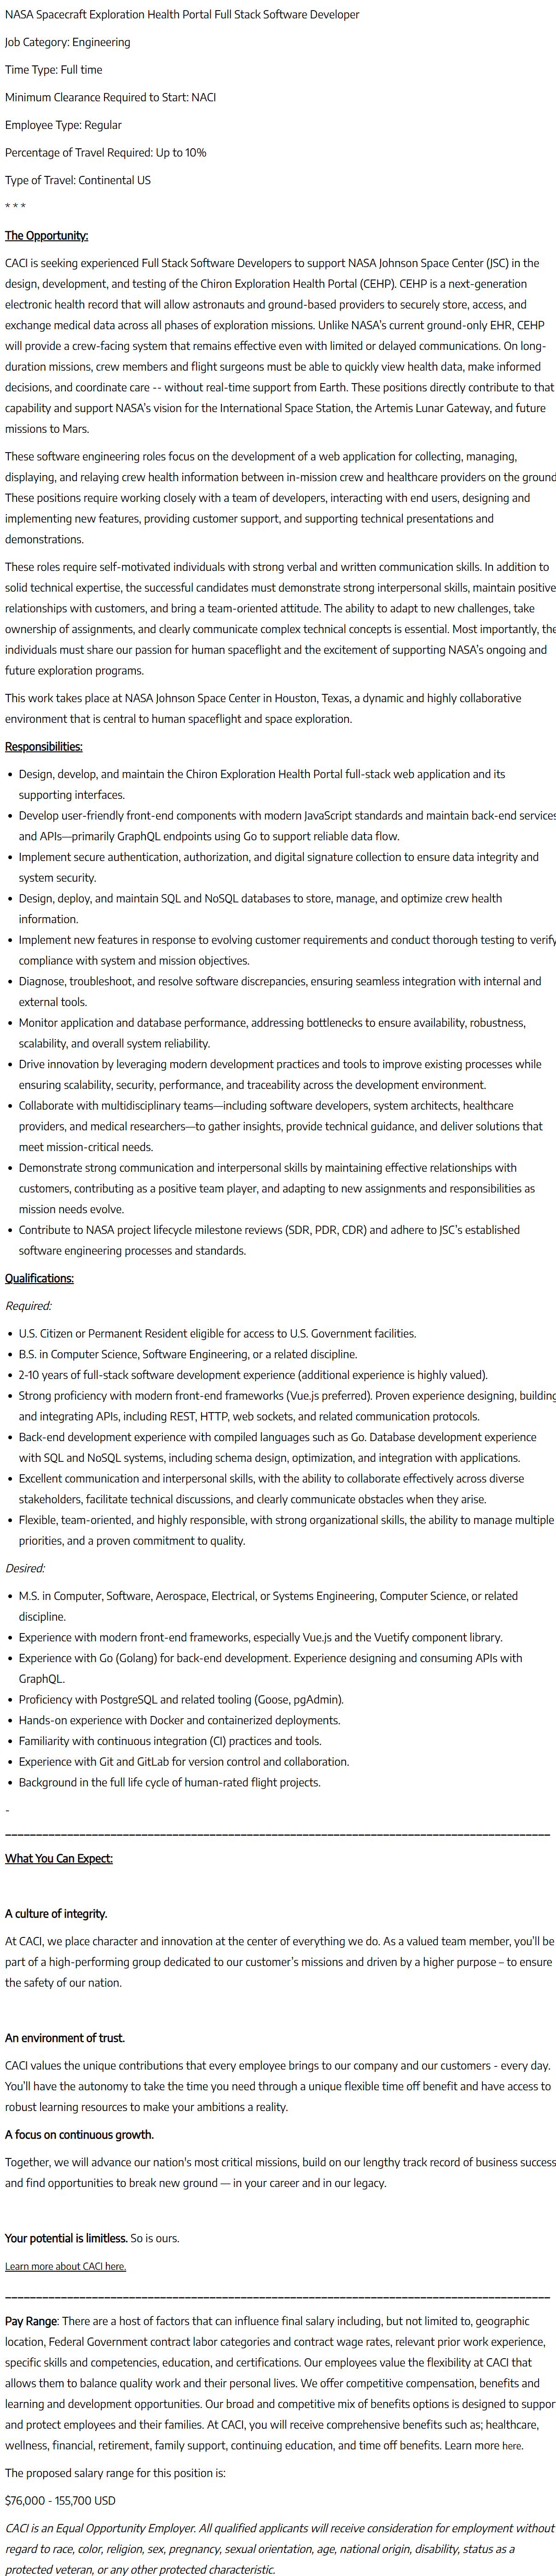 NASA Spacecraft Exploration Health Portal Full Stack Software Developer
Job Category: Engineering
Time Type: Full time
Minimum Clearance Required to Start: NACI
Employee Type: Regular
Percentage of Travel Required: Up to 10%
Type of Travel: Continental US
* * *
The Opportunity:
CACI is seeking experienced Full Stack Software Developers to support NASA Johnson Space Center (JSC) in the
design, development, and testing of the Chiron Exploration Health Portal (CEHP). CEHP is a next-generation
electronic health record that will allow astronauts and ground-based providers to securely store, access, and
exchange medical data across all phases of exploration missions. Unlike NASA's current ground-only EHR, CEHP
will provide a crew-facing system that remains effective even with limited or delayed communications. On long-
duration missions, crew members and flight surgeons must be able to quickly view health data, make informed
decisions, and coordinate care -- without real-time support from Earth. These positions directly contribute to that
capability and support NASA's vision for the International Space Station, the Artemis Lunar Gateway, and future
missions to Mars.
These software engineering roles focus on the development of a web application for collecting, managing,
displaying, and relaying crew health information between in-mission crew and healthcare providers on the ground
These positions require working closely with a team of developers, interacting with end users, designing and
implementing new features, providing customer support, and supporting technical presentations and
demonstrations.
These roles require self-motivated individuals with strong verbal and written communication skills. In addition to
solid technical expertise, the successful candidates must demonstrate strong interpersonal skills, maintain positive
relationships with customers, and bring a team-oriented attitude. The ability to adapt to new challenges, take
ownership of assignments, and clearly communicate complex technical concepts is essential. Most importantly, the
individuals must share our passion for human spaceflight and the excitement of supporting NASA's ongoing and
future exploration programs.
This work takes place at NASA Johnson Space Center in Houston, Texas, a dynamic and highly collaborative
environment that is central to human spaceflight and space exploration.
Responsibilities:
• Design, develop, and maintain the Chiron Exploration Health Portal full-stack web application and its
supporting interfaces.
• Develop user-friendly front-end components with modern JavaScript standards and maintain back-end services
and APIs—primarily GraphQL endpoints using Go to support reliable data flow.
• Implement secure authentication, authorization, and digital signature collection to ensure data integrity and
system security.
• Design, deploy, and maintain SQL and NoSQL databases to store, manage, and optimize crew health
information.
• Implement new features in response to evolving customer requirements and conduct thorough testing to verify
compliance with system and mission objectives.
• Diagnose, troubleshoot, and resolve software discrepancies, ensuring seamless integration with internal and
external tools.
• Monitor application and database performance, addressing bottlenecks to ensure availability, robustness,
scalability, and overall system reliability.
• Drive innovation by leveraging modern development practices and tools to improve existing processes while
ensuring scalability, security, performance, and traceability across the development environment.
• Collaborate with multidisciplinary teams—including software developers, system architects, healthcare
providers, and medical researchers—to gather insights, provide technical guidance, and deliver solutions that
meet mission-critical needs.
• Demonstrate strong communication and interpersonal skills by maintaining effective relationships with
customers, contributing as a positive team player, and adapting to new assignments and responsibilities as
mission needs evolve.
• Contribute to NASA project lifecycle milestone reviews (SDR, PDR, CDR) and adhere to JSC's established
software engineering processes and standards.
Qualifications:
Required:
• U.S. Citizen or Permanent Resident eligible for access to U.S. Government facilities.
• B.S. in Computer Science, Software Engineering, or a related discipline.
• 2-10 years of full-stack software development experience (additional experience is highly valued).
• Strong proficiency with modern front-end frameworks (Vue.js preferred). Proven experience designing, building
and integrating APIs, including REST, HTTP, web sockets, and related communication protocols.
• Back-end development experience with compiled languages such as Go. Database development experience
with SQL and NoSQL systems, including schema design, optimization, and integration with applications.
• Excellent communication and interpersonal skills, with the ability to collaborate effectively across diverse
stakeholders, facilitate technical discussions, and clearly communicate obstacles when they arise.
• Flexible, team-oriented, and highly responsible, with strong organizational skills, the ability to manage multiple
priorities, and a proven commitment to quality.
Desired:
• M.S. in Computer, Software, Aerospace, Electrical, or Systems Engineering, Computer Science, or related
discipline.
• Experience with modern front-end frameworks, especially Vue.js and the Vuetify component library.
• Experience with Go (Golang) for back-end development. Experience designing and consuming APIs with
GraphQL.
• Proficiency with PostgreSQL and related tooling (Goose, pgAdmin).
• Hands-on experience with Docker and containerized deployments.
• Familiarity with continuous integration (CI) practices and tools.
• Experience with Git and GitLab for version control and collaboration.
• Background in the full life cycle of human-rated flight projects.
-
________________________________________________________________________________________
What You Can Expect:
A culture of integrity.
At CACI, we place character and innovation at the center of everything we do. As a valued team member, you'll be
part of a high-performing group dedicated to our customer's missions and driven by a higher purpose – to ensure
the safety of our nation.
An environment of trust.
CACI values the unique contributions that every employee brings to our company and our customers - every day.
You'll have the autonomy to take the time you need through a unique flexible time off benefit and have access to
robust learning resources to make your ambitions a reality.
A focus on continuous growth.
Together, we will advance our nation's most critical missions, build on our lengthy track record of business success
and find opportunities to break new ground — in your career and in our legacy.
Your potential is limitless. So is ours.
Learn more about CACI here.
________________________________________________________________________________________
Pay Range: There are a host of factors that can influence final salary including, but not limited to, geographic
location, Federal Government contract labor categories and contract wage rates, relevant prior work experience,
specific skills and competencies, education, and certifications. Our employees value the flexibility at CACI that
allows them to balance quality work and their personal lives. We offer competitive compensation, benefits and
learning and development opportunities. Our broad and competitive mix of benefits options is designed to suppor
and protect employees and their families. At CACI, you will receive comprehensive benefits such as; healthcare,
wellness, financial, retirement, family support, continuing education, and time off benefits. Learn more here.
The proposed salary range for this position is:
$76,000 - 155,700 USD
CACI is an Equal Opportunity Employer. All qualified applicants will receive consideration for employment without
regard to race, color, religion, sex, pregnancy, sexual orientation, age, national origin, disability, status as a
protected veteran, or any other protected characteristic.